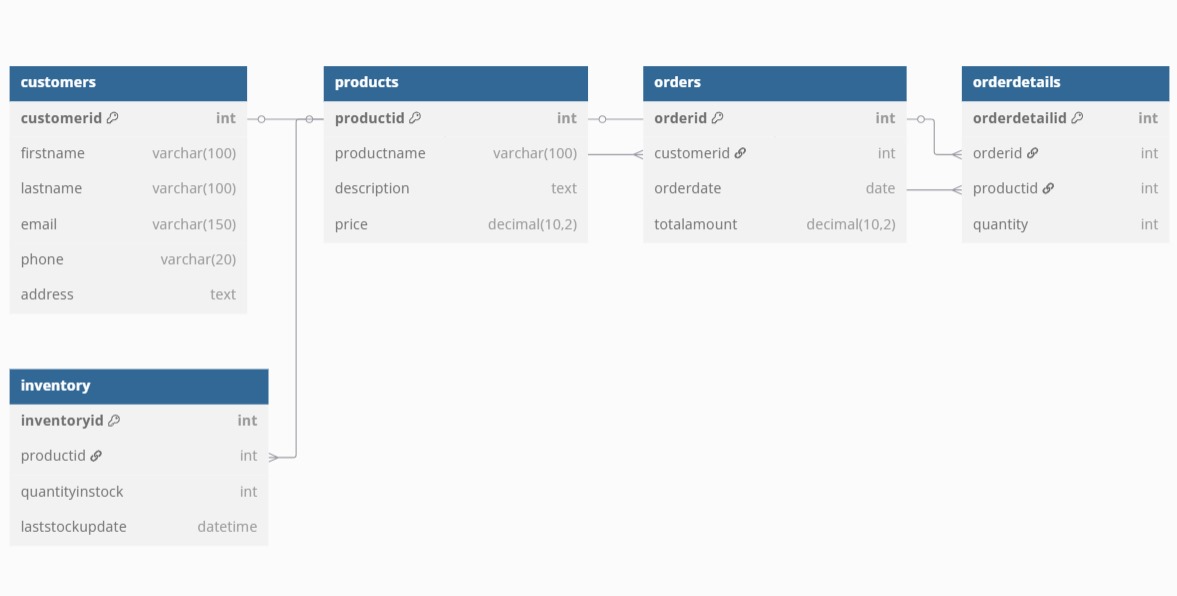 customers
customerid int
firstname varchar(100)
lastname varchar(100)
email varchar(150)
phone varchar(20)
address text
products
productid int
productname varchar(100)
description text
price decimal(10,2)
orders
orderid int
customerid int
orderdate date
totalamount decimal(10,2)
orderdetails
orderdetailid int
orderid int
productid int
quantity int
inventory
inventoryid int
productid int
quantityinstock int
laststockupdate datetime